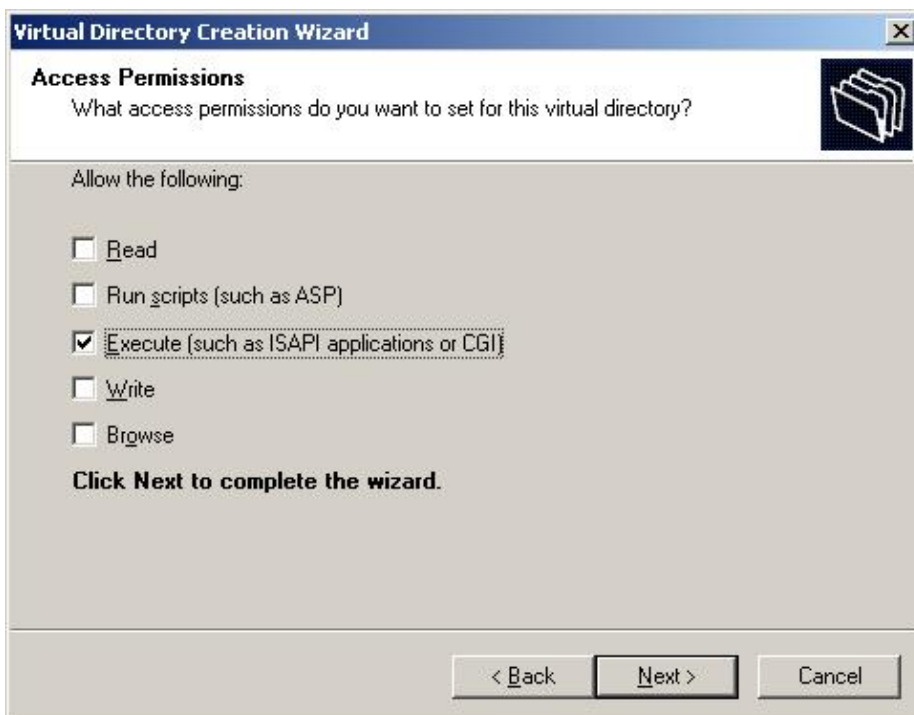 Virtual Directory Creation Wizard
Access Permissions
What access permissions do you want to set for this virtual directory?
Allow the following:
Read
Run scripts (such as ASP)
Execute (such as ISAPI applications or CGI)
Write
Browse
Click Next to complete the wizard.
< Back
Next >
Cancel